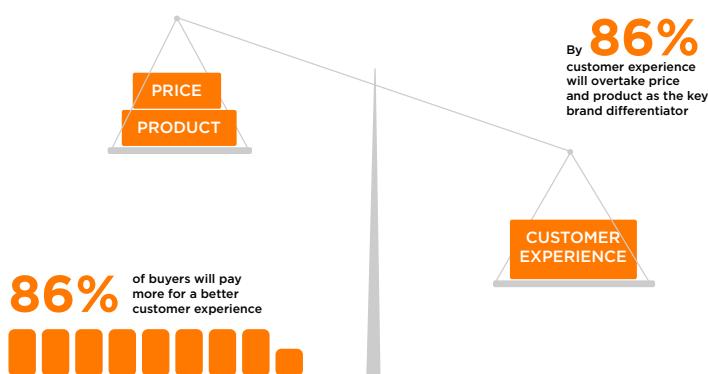 PRICE
PRODUCT
By 86%
customer experience
will overtake price
and product as the key
brand differentiator
CUSTOMER
EXPERIENCE
86%
of buyers will pay
more for a better
customer experience